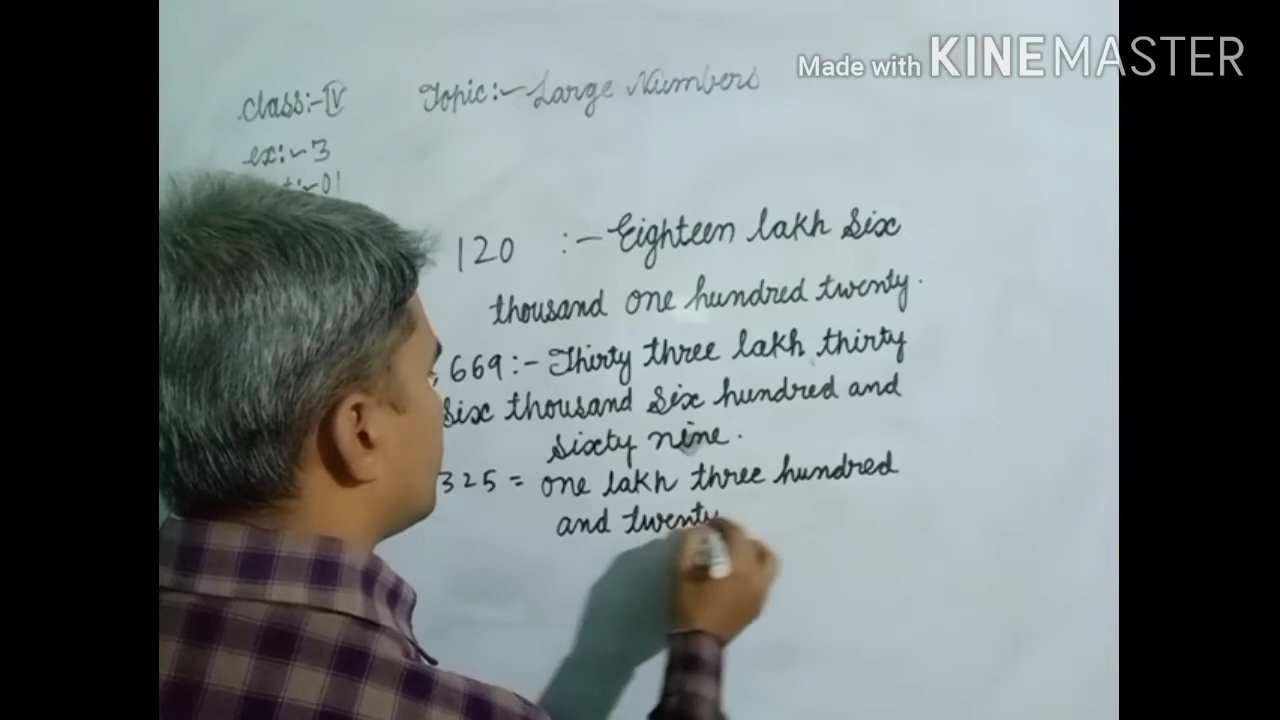 Made with KINEMASTER
Class:-IV Topic:- Large Numbers
ex:-3
:-01
120 :- Eighteen lakh six
thousand one hundred twenty.
,669:- Thirty three lakh thirty
six thousand six hundred and
sixty nine.
325 = one lakh three hundred
and twenty